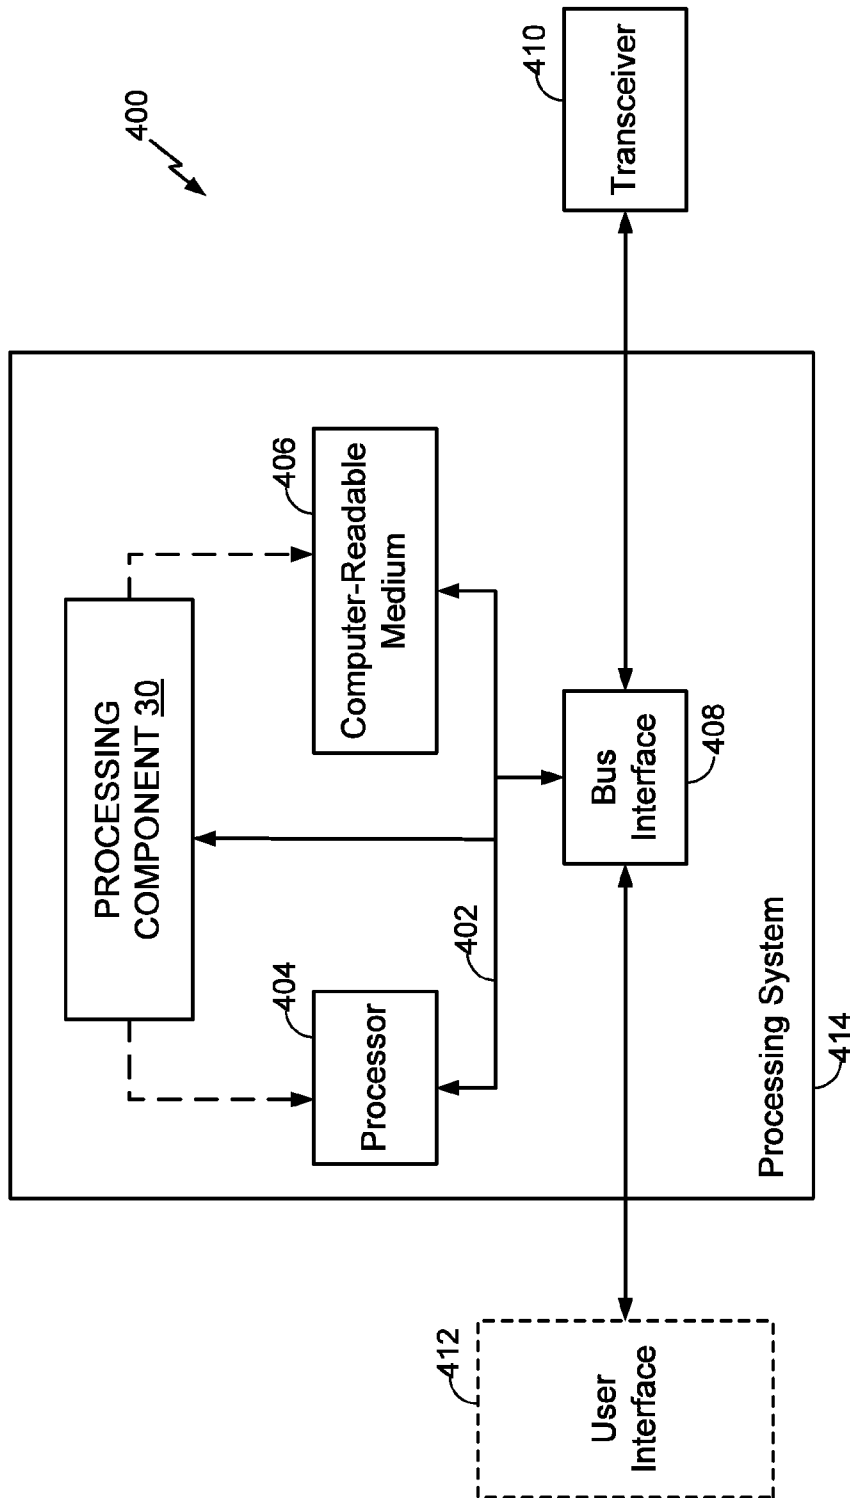 400
PROCESSING
COMPONENT 30
404
Processor
406
Computer-Readable
Medium
402
412
User
Interface
Bus
Interface
408
410
Transceiver
Processing System
414